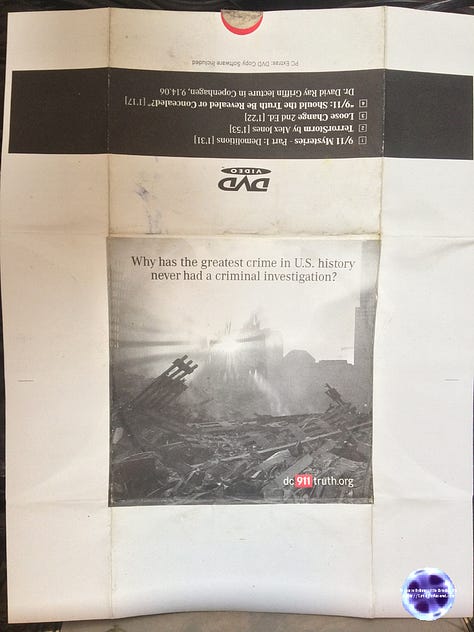 DVD
VIDEO
1 9/11 Mysteries - Part 1: Demolitions [1'31]
2 TerrorStorm by Alex Jones [1'53]
3 Loose Change 2nd Ed. [1'22]
4 "9/11: Should the Truth Be Revealed or Concealed?" [1'17]
Dr. David Ray Griffin lecture in Copenhagen, 9.14.06
PC Extras: DVD Copy Software Included
Why has the greatest crime in U.S. history
never had a criminal investigation?
dc911truth.org